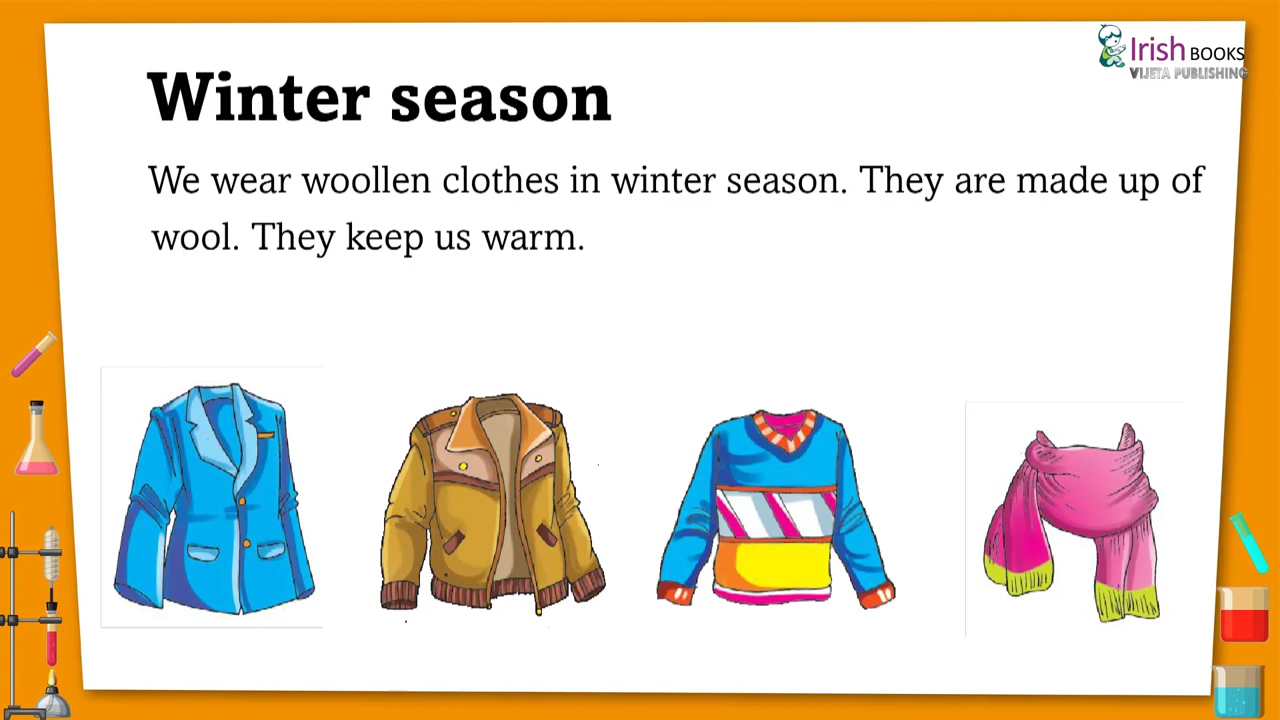 Irish BOOKS
VIJETA PUBLISHING
Winter season
We wear woollen clothes in winter season. They are made up of
wool. They keep us warm.